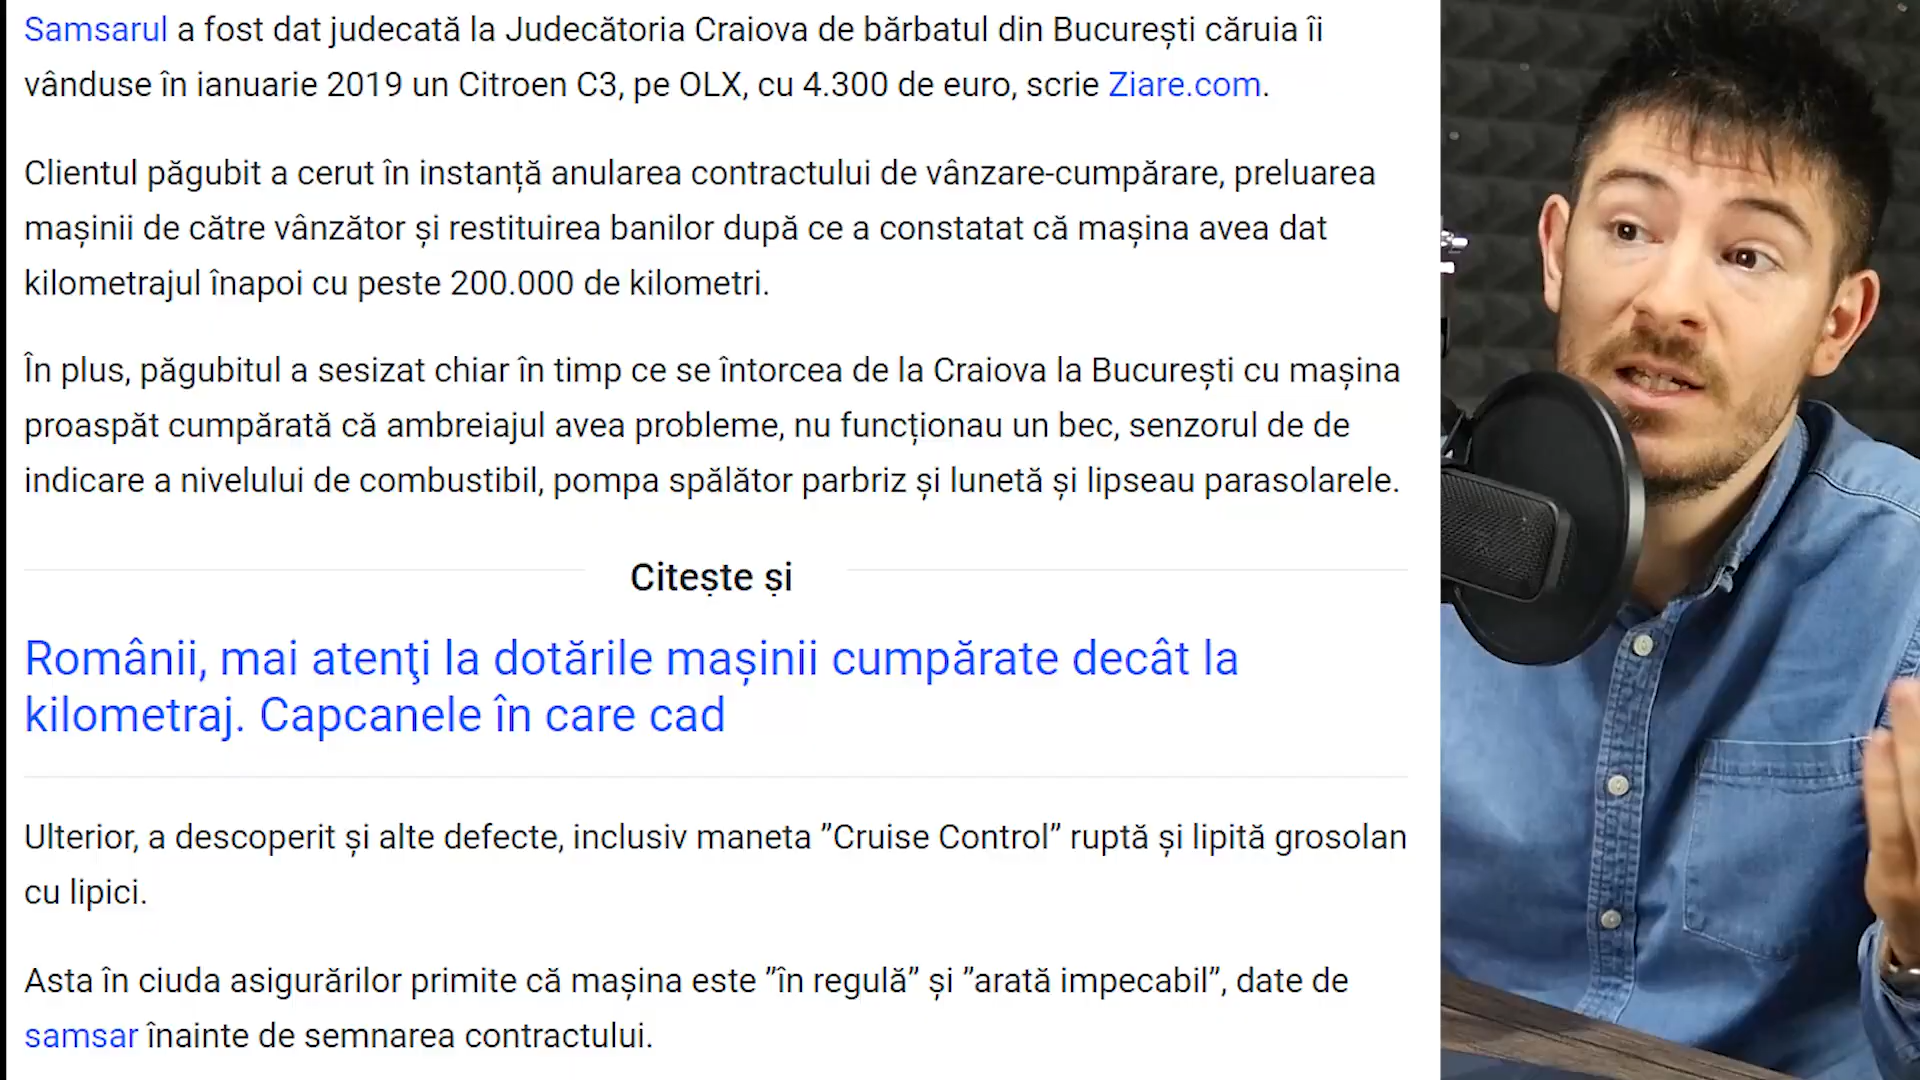 Samsarul a fost dat judecată la Judecătoria Craiova de bărbatul din București căruia îi
vânduse în ianuarie 2019 un Citroen C3, pe OLX, cu 4.300 de euro, scrie Ziare.com.
Clientul păgubit a cerut în instanță anularea contractului de vânzare-cumpărare, preluarea
mașinii de către vânzător și restituirea banilor după ce a constatat că mașina avea dat
kilometrajul înapoi cu peste 200.000 de kilometri.
În plus, păgubitul a sesizat chiar în timp ce se întorcea de la Craiova la București cu mașina
proaspăt cumpărată că ambreiajul avea probleme, nu funcționau un bec, senzorul de de
indicare a nivelului de combustibil, pompa spălător parbriz și lunetă și lipseau parasolarele.
Citește și
Românii, mai atenţi la dotările mașinii cumpărate decât la
kilometraj. Capcanele în care cad
Ulterior, a descoperit și alte defecte, inclusiv maneta ”Cruise Control” ruptă și lipită grosolan
cu lipici.
Asta în ciuda asigurărilor primite că mașina este ”în regulă” și ”arată impecabil”, date de
samsar înainte de semnarea contractului.